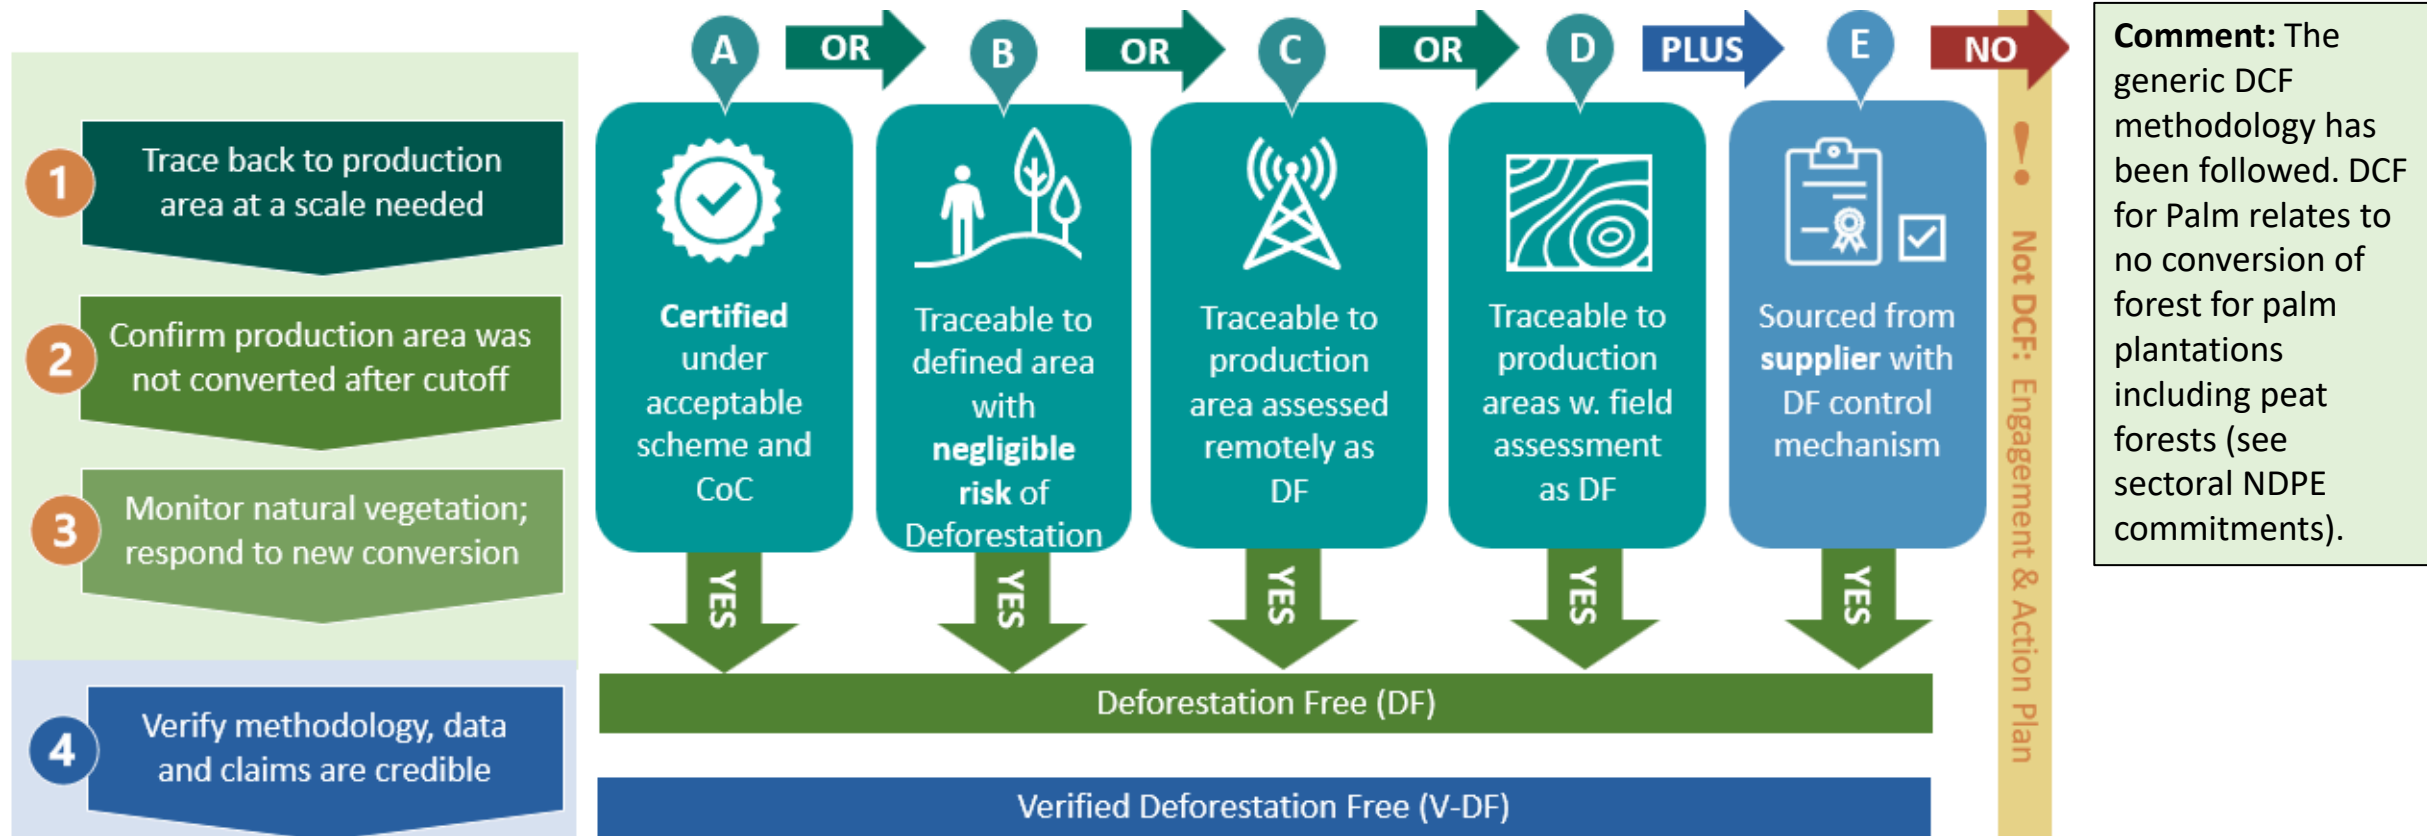 1
Trace back to production
area at a scale needed
2
Confirm production area was
not converted after cutoff
3
Monitor natural vegetation;
respond to new conversion
4
Verify methodology, data
and claims are credible
A
OR
B
OR
C
OR
D
PLUS
E
NO
Certified
under
acceptable
scheme and
CoC
Traceable to
defined area
with
negligible
risk of
Deforestation
Traceable to
production
area assessed
remotely as
DF
Traceable to
production
areas w. field
assessment
as DF
Sourced from
supplier with
DF control
mechanism
YES
YES
YES
YES
YES
Deforestation Free (DF)
Verified Deforestation Free (V-DF)
! Not DCF: Engagement & Action Plan
Comment: The
generic DCF
methodology has
been followed. DCF
for Palm relates to
no conversion of
forest for palm
plantations
including peat
forests (see
sectoral NDPE
commitments).